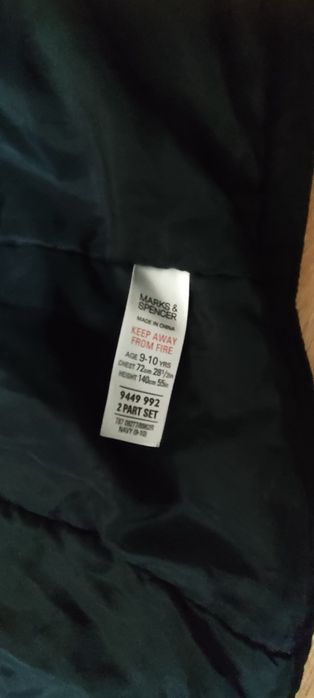 MARKS &
SPENCER
MADE IN CHINA
KEEP AWAY
FROM FIRE
AGE 9-10 YRS
CHEST 72cm 28½in
HEIGHT 140cm 55in
9449 992
2 PART SET
NAVY (9-10)